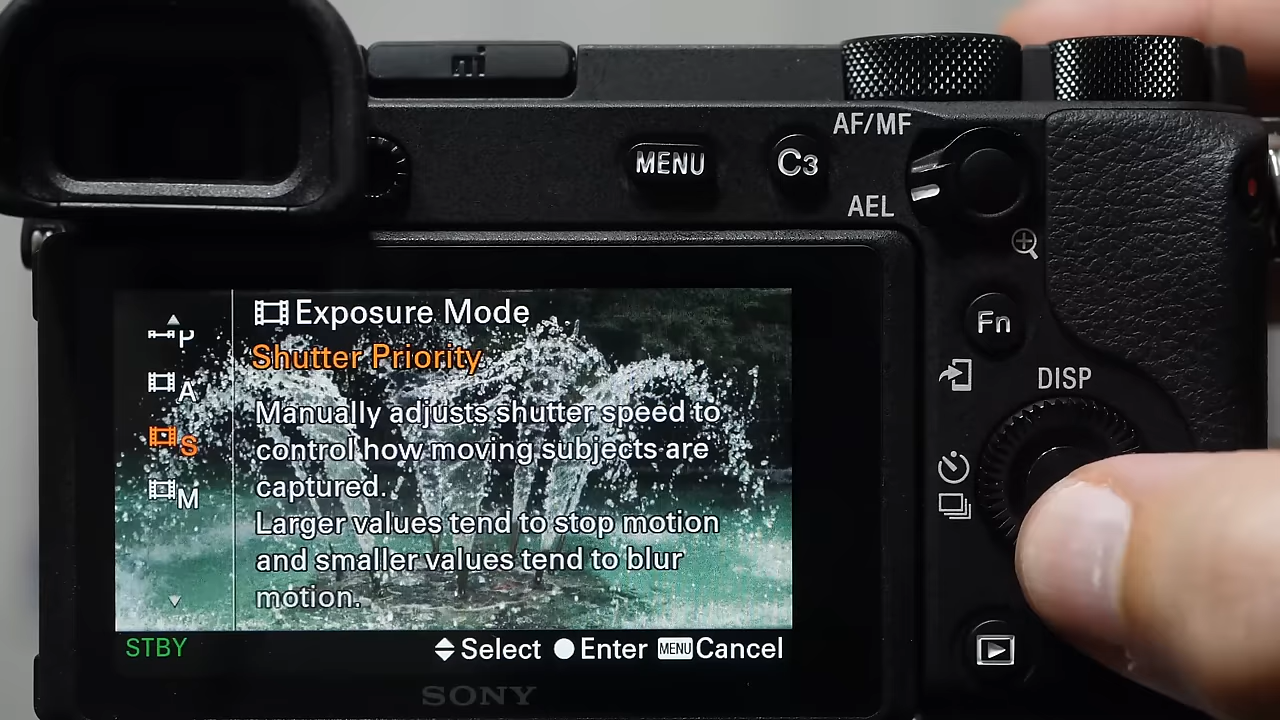 MENU
C3
AF/MF
AEL
Fn
DISP
P
A
S
M
Exposure Mode
Shutter Priority
Manually adjusts shutter speed to
control how moving subjects are
captured.
Larger values tend to stop motion
and smaller values tend to blur
motion.
STBY
Select
Enter
MENU Cancel
SONY